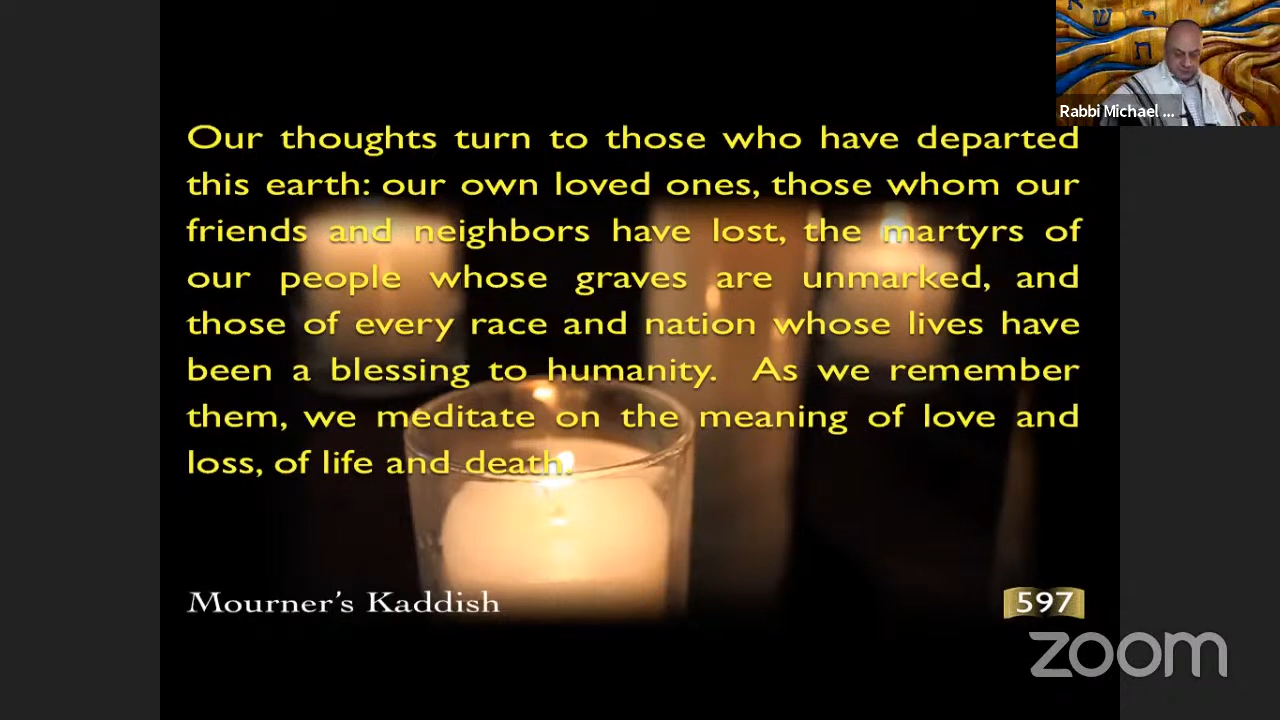 ש
ר
ת
Rabbi Michael ...
Our thoughts turn to those who have departed
this earth: our own loved ones, those whom our
friends and neighbors have lost, the martyrs of
our people whose graves are unmarked, and
those of every race and nation whose lives have
been a blessing to humanity. As we remember
them, we meditate on the meaning of love and
loss, of life and death.
Mourner's Kaddish
597
zoom